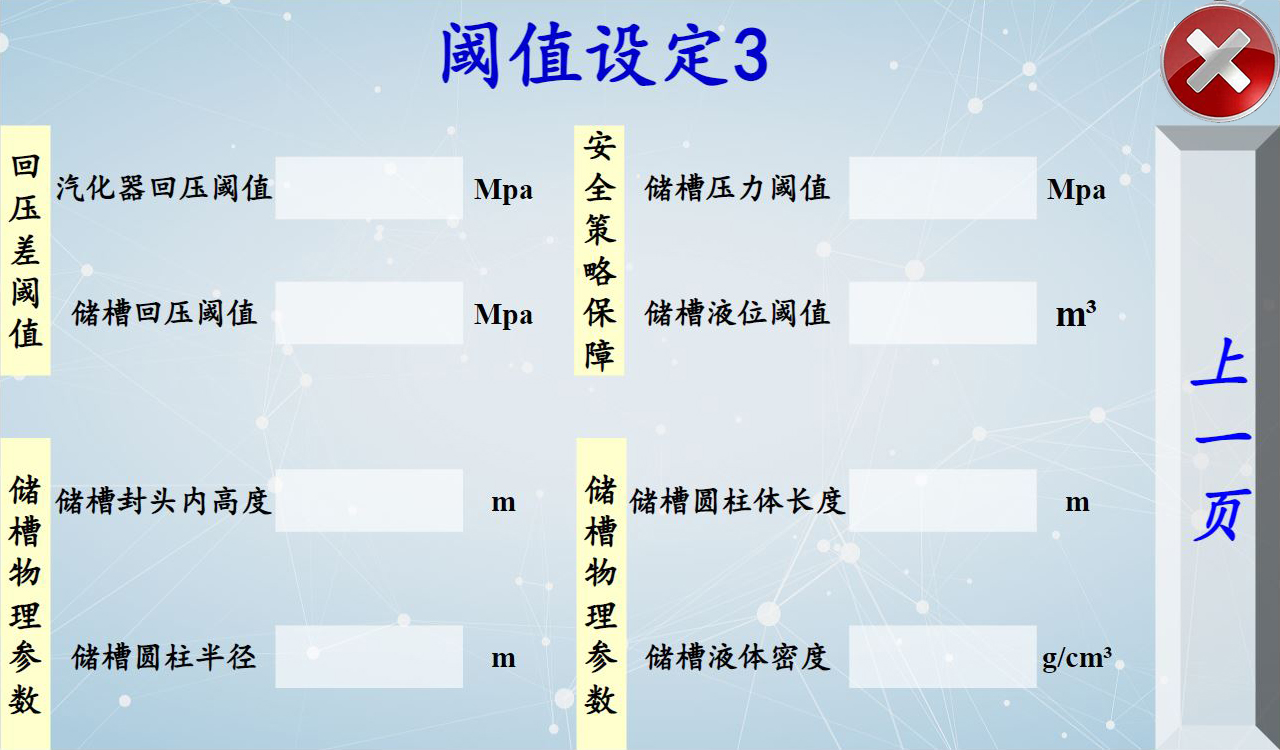 阈值设定3
回压差阈值
汽化器回压阈值 Mpa
储槽回压阈值 Mpa
安全策略保障
储槽压力阈值 Mpa
储槽液位阈值 m³
储槽物理参数
储槽封头内高度 m
储槽圆柱半径 m
储槽物理参数
储槽圆柱体长度 m
储槽液体密度 g/cm³
上一页